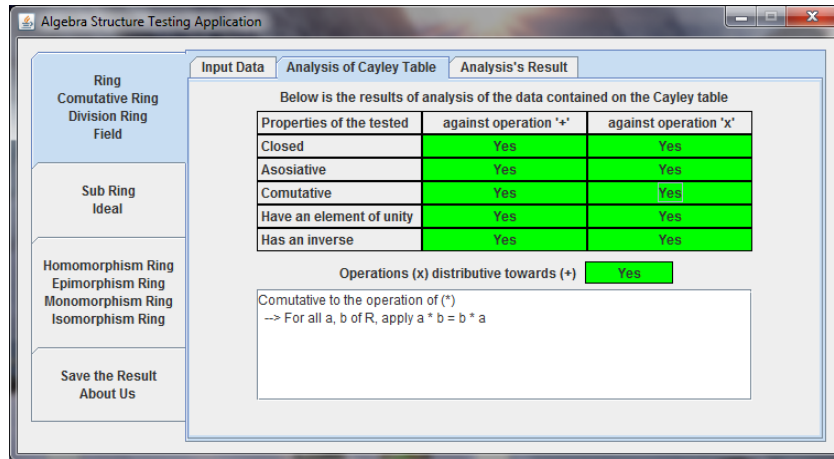 Algebra Structure Testing Application
Ring
Comutative Ring
Division Ring
Field
Sub Ring
Ideal
Homomorphism Ring
Epimorphism Ring
Monomorphism Ring
Isomorphism Ring
Save the Result
About Us
Input Data Analysis of Cayley Table Analysis's Result
Below is the results of analysis of the data contained on the Cayley table
Properties of the tested against operation '+' against operation 'x'
Closed Yes Yes
Asosiative Yes Yes
Comutative Yes Yes
Have an element of unity Yes Yes
Has an inverse Yes Yes
Operations (x) distributive towards (+) Yes
Comutative to the operation of (*)
--> For all a, b of R, apply a * b = b * a